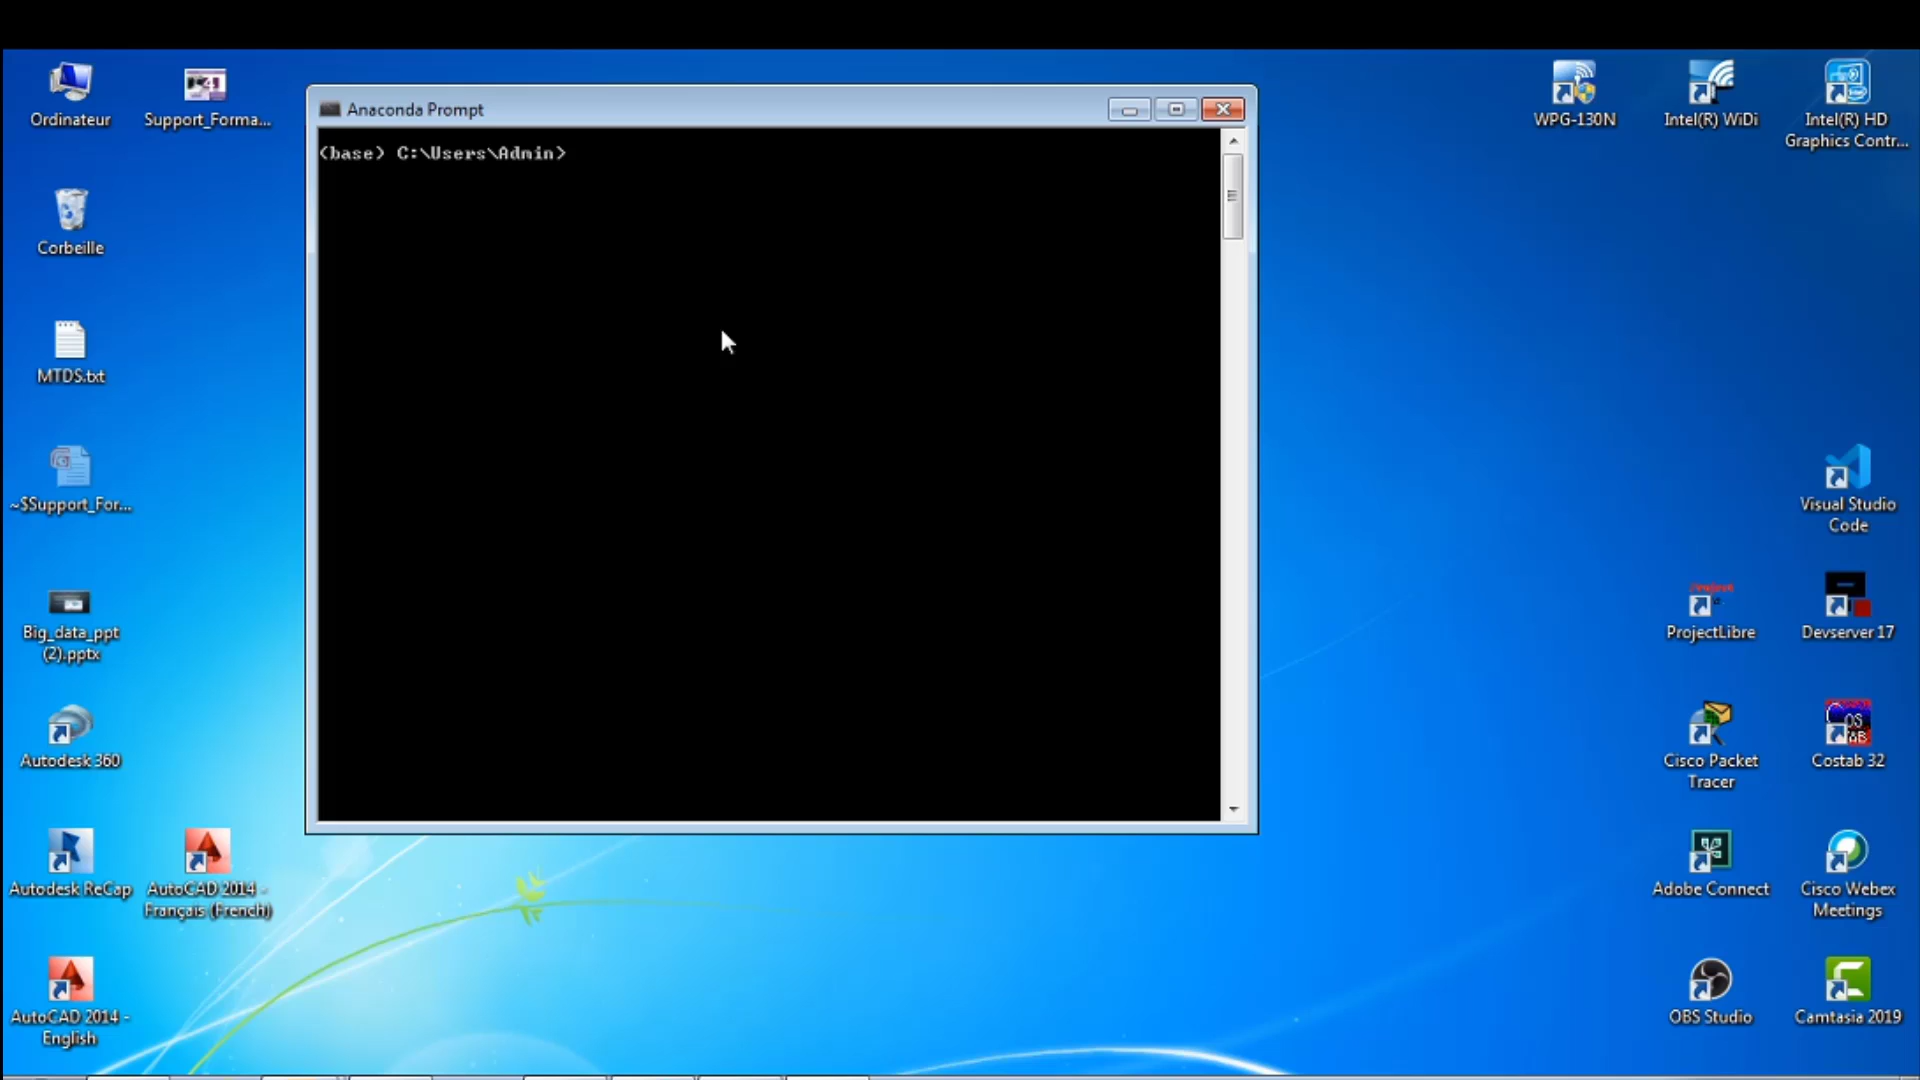 Ordinateur
Support_Forma...
Corbeille
MTDS.txt
~$Support_For...
Big_data_ppt
(2).pptx
Autodesk 360
Autodesk ReCap
AutoCAD 2014 -
Français (French)
AutoCAD 2014 -
English
Anaconda Prompt
(base) C:\Users\Admin>
WPG-130N
Intel(R) WiDi
Intel(R) HD
Graphics Contr...
Visual Studio
Code
ProjectLibre
Devserver 17
Cisco Packet
Tracer
Costab 32
Adobe Connect
Cisco Webex
Meetings
OBS Studio
Camtasia 2019